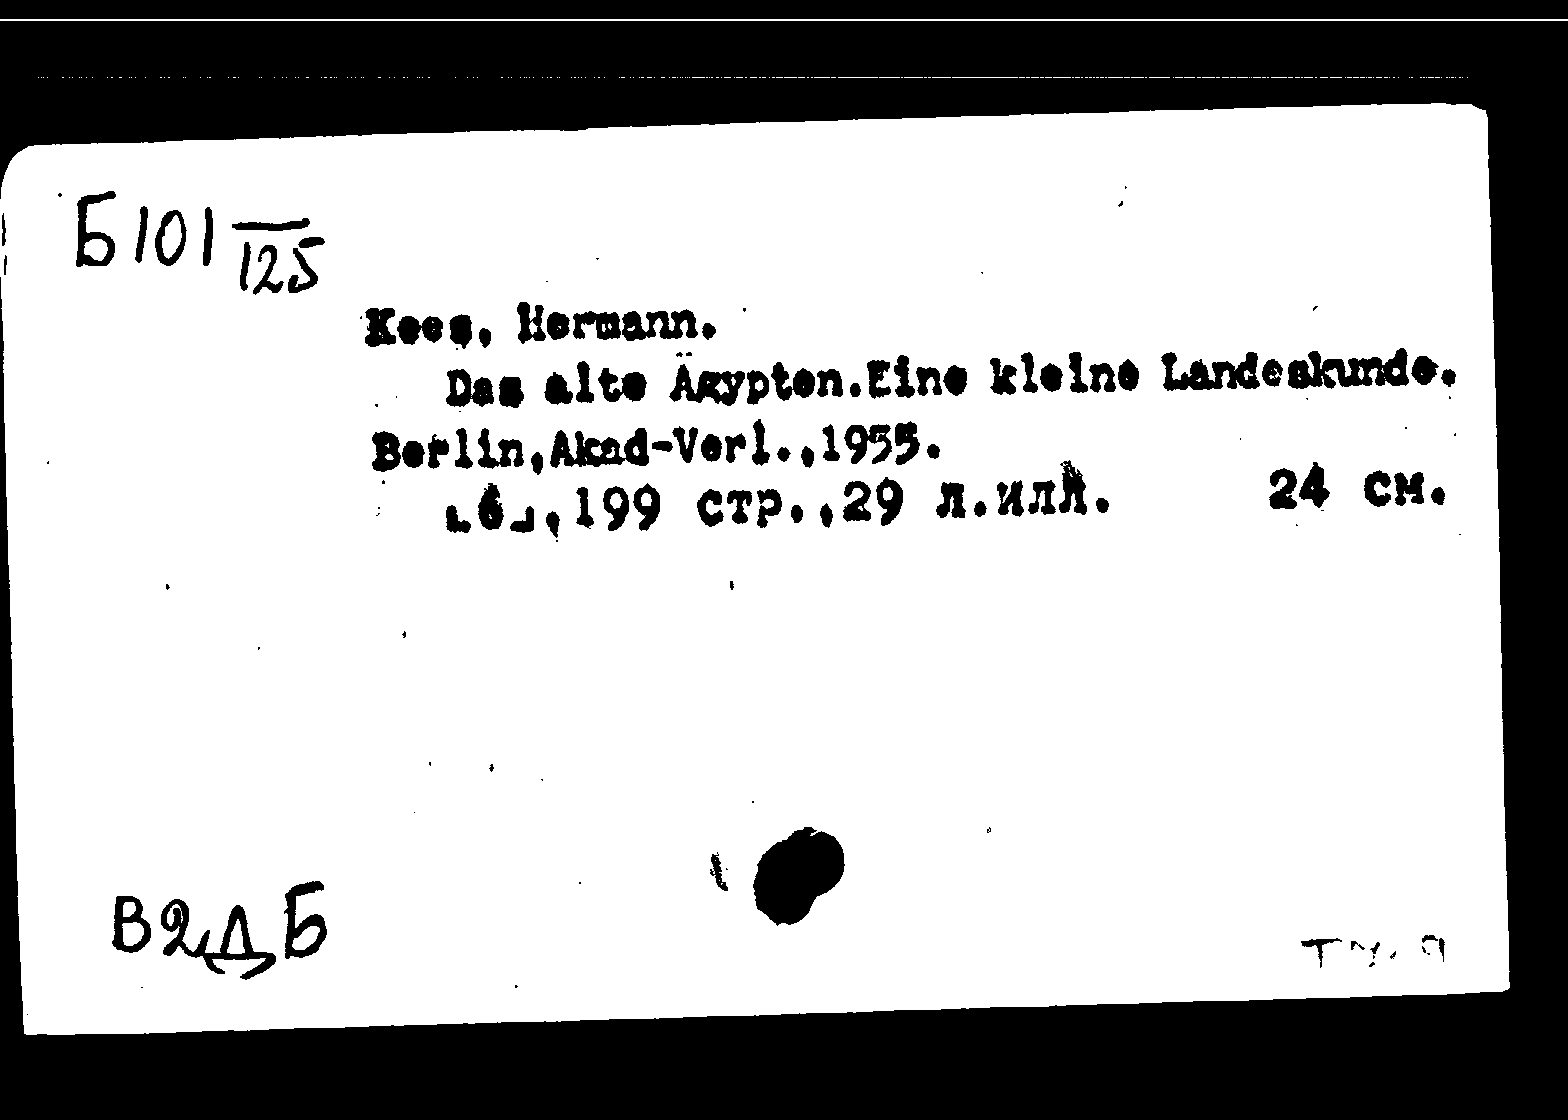 Б 101
125
Kees, Hermann.
Das alte Ägypten.Eine kleine Landeskunde.
Berlin,Akad-Verl.,1955.
[6],199 стр.,29 л.илл. 24 см.
В2ДБ